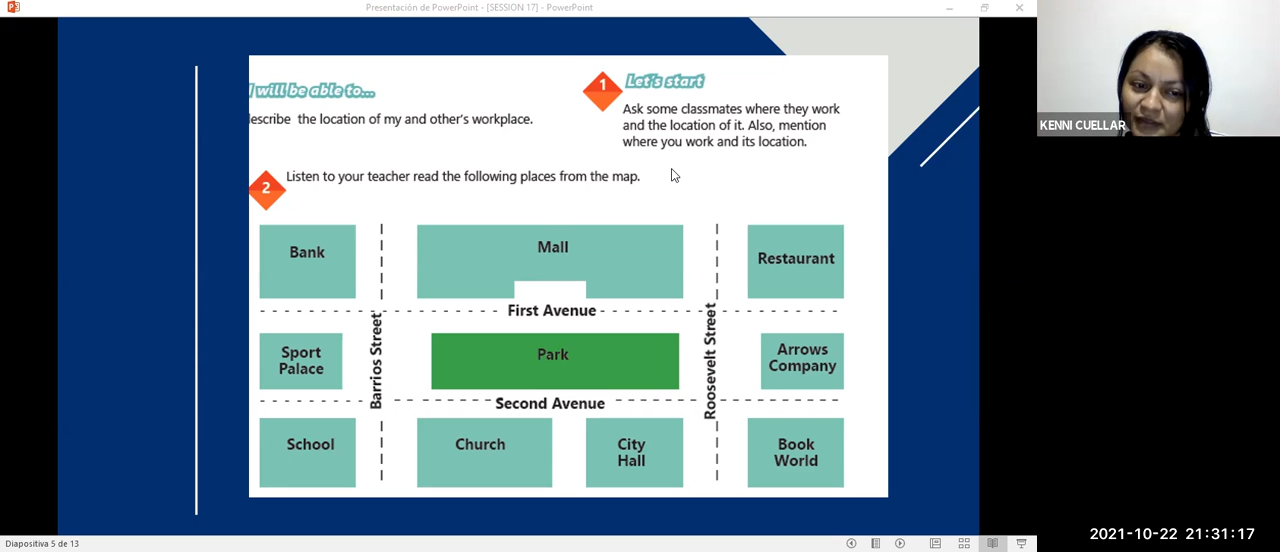 Presentación de PowerPoint - [SESSION 17] - PowerPoint
I will be able to...
describe the location of my and other's workplace.
1
Let's start
Ask some classmates where they work
and the location of it. Also, mention
where you work and its location.
2
Listen to your teacher read the following places from the map.
Bank
Mall
Restaurant
First Avenue
Barrios Street
Roosevelt Street
Sport
Palace
Park
Arrows
Company
Second Avenue
School
Church
City
Hall
Book
World
KENNI CUELLAR
2021-10-22 21:31:17
Diapositiva 5 de 13